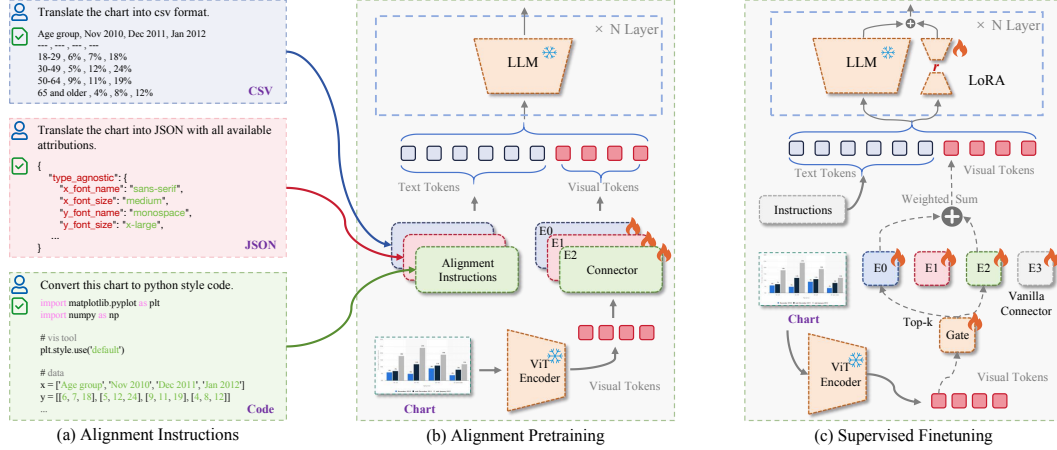 Translate the chart into csv format.
Age group, Nov 2010, Dec 2011, Jan 2012
--- , --- , --- , ---
18-29 , 6% , 7% , 18%
30-49 , 5% , 12% , 24%
50-64 , 9% , 11% , 19%
65 and older , 4% , 8% , 12%
CSV
Translate the chart into JSON with all available
attributions.
{
"type_agnostic": {
"x_font_name": "sans-serif",
"x_font_size": "medium",
"y_font_name": "monospace",
"y_font_size": "x-large",
...
}
JSON
Convert this chart to python style code.
import matplotlib.pyplot as plt
import numpy as np
# vis tool
plt.style.use('default')
# data
x = ['Age group', 'Nov 2010', 'Dec 2011', 'Jan 2012']
y = [[6, 7, 18], [5, 12, 24], [9, 11, 19], [4, 8, 12]]
...
Code
(a) Alignment Instructions
× N Layer
LLM
Text Tokens
Visual Tokens
E0
E1
E2
Alignment
Instructions
Connector
Chart
ViT
Encoder
Visual Tokens
(b) Alignment Pretraining
× N Layer
LLM
r
LoRA
Text Tokens
Visual Tokens
Weighted Sum
Instructions
E0
E1
E2
E3
Vanilla
Connector
Chart
Top-k
Gate
ViT
Encoder
Visual Tokens
(c) Supervised Finetuning